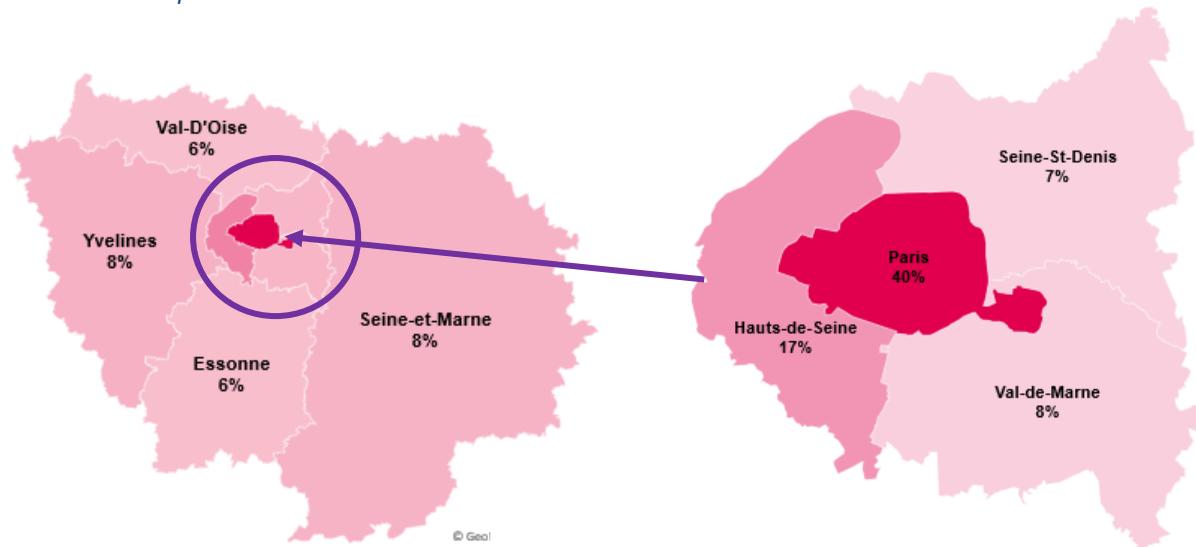 Val-D'Oise
6%
Yvelines
8%
Essonne
6%
Seine-et-Marne
8%
© Geo!
Seine-St-Denis
7%
Paris
40%
Hauts-de-Seine
17%
Val-de-Marne
8%